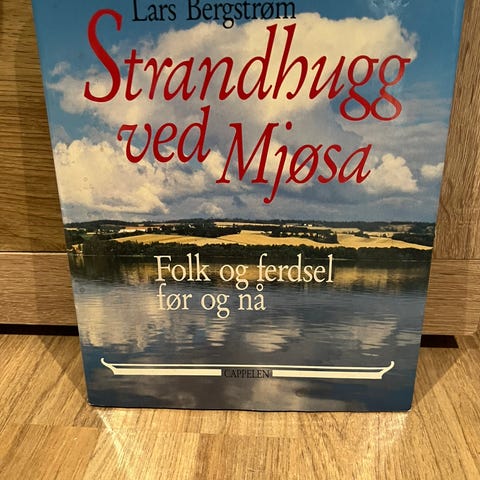 Lars Bergstrøm
Strandhugg
ved Mjøsa
Folk og ferdsel
før og nå
CAPPELEN